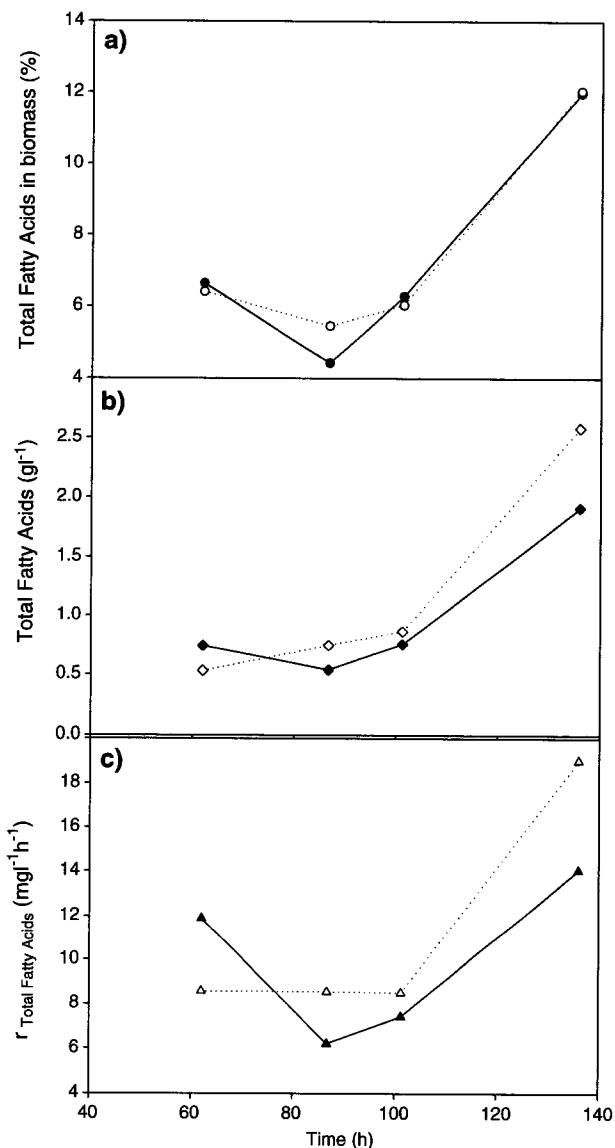 a)
Total Fatty Acids in biomass (%)
14
12
10
8
6
4
b)
Total Fatty Acids (gl⁻¹)
2.5
2.0
1.5
1.0
0.5
0.0
c)
r Total Fatty Acids (mgl⁻¹h⁻¹)
18
16
14
12
10
8
6
4
40 60 80 100 120 140
Time (h)